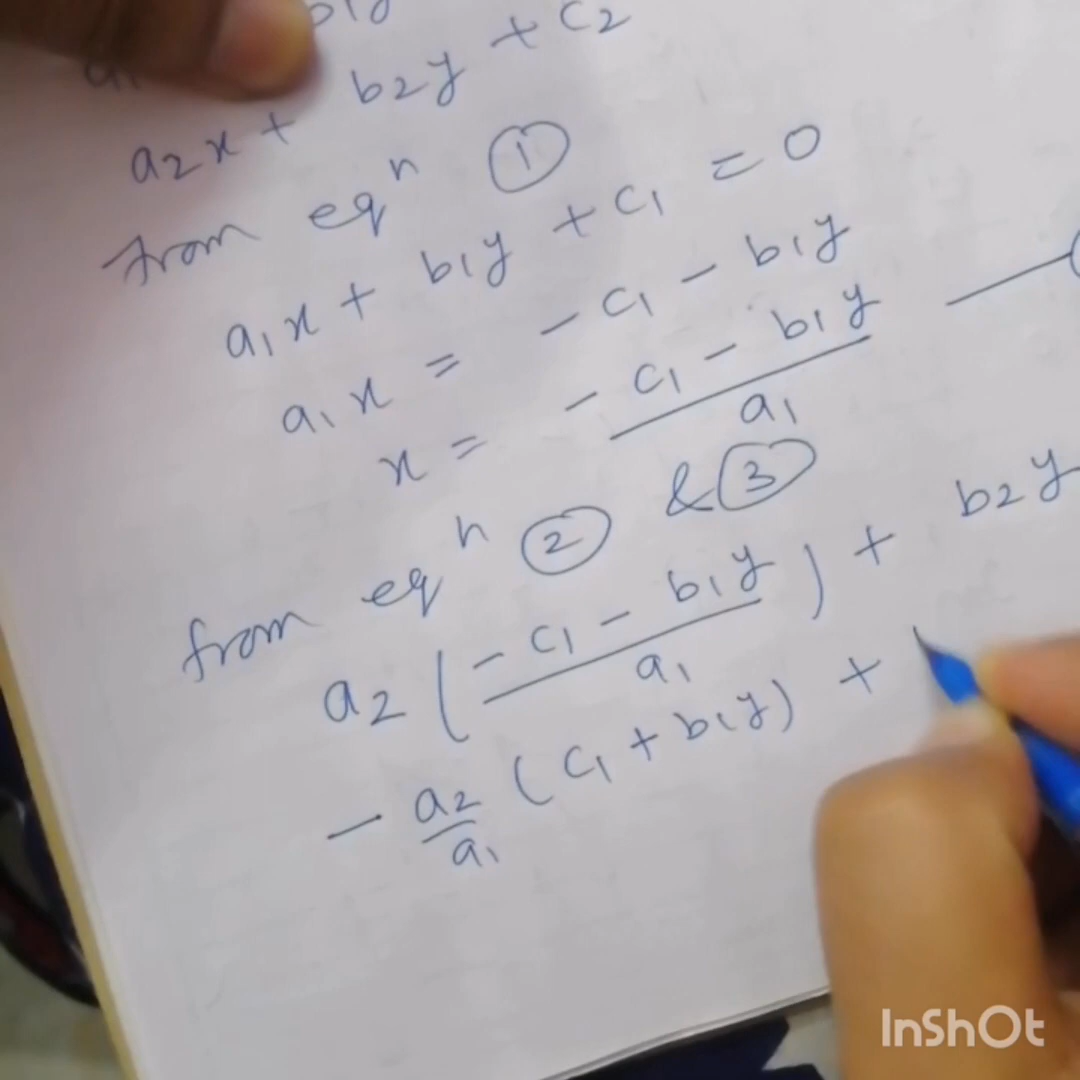 b1y
a2x + b2y + c2
from eqn ①
a1x + b1y + c1 = 0
a1x = - c1 - b1y
x = - c1 - b1y / a1
from eqn ② & ③
a2 ( - c1 - b1y / a1 ) + b2y
- a2 / a1 ( c1 + b1y ) +
InShOt